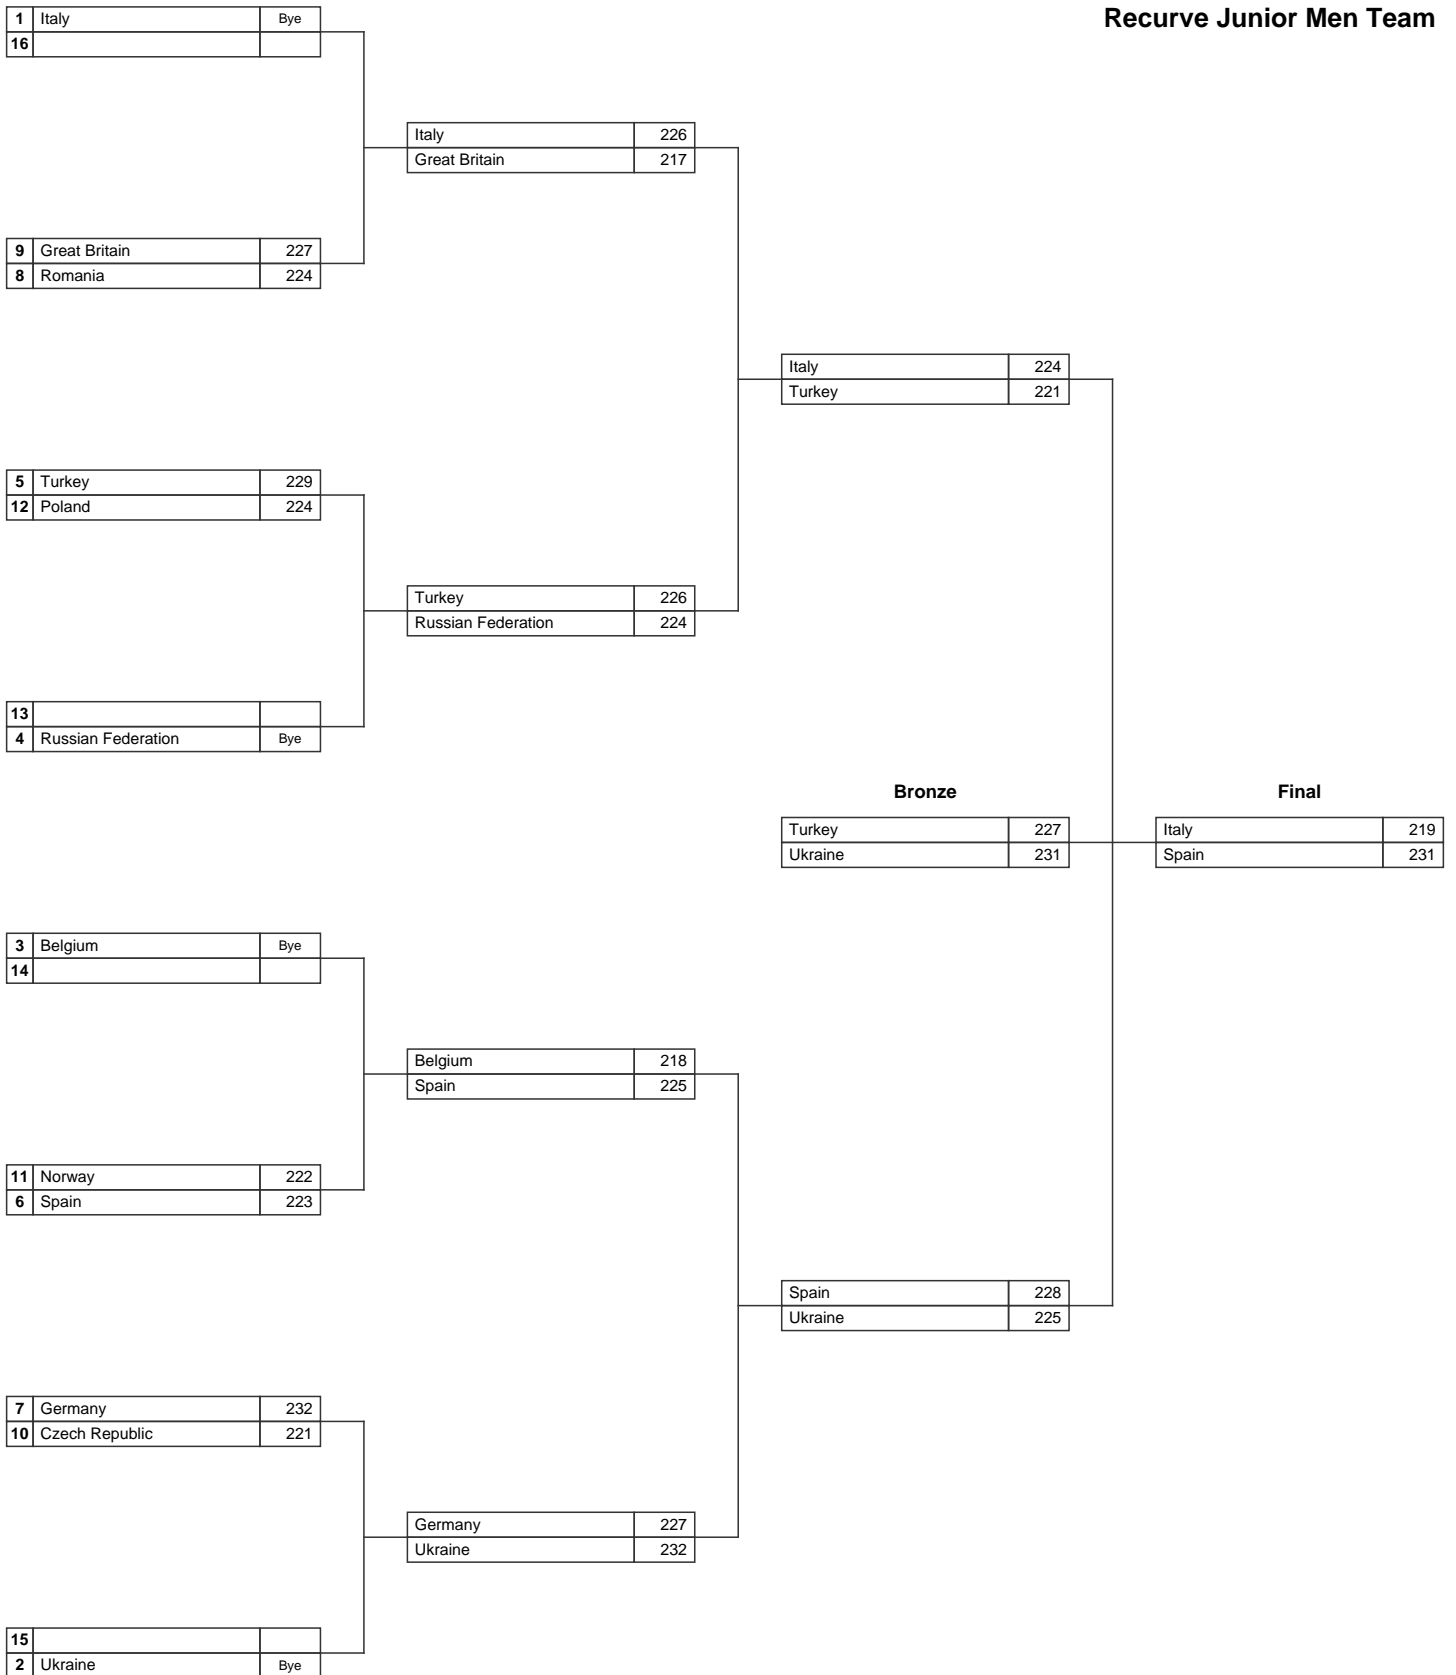 Recurve Junior Men Team
1 Italy Bye
16
Italy 226
Great Britain 217
9 Great Britain 227
8 Romania 224
Italy 224
Turkey 221
5 Turkey 229
12 Poland 224
Turkey 226
Russian Federation 224
13
4 Russian Federation Bye
Bronze Final
Turkey 227 Italy 219
Ukraine 231 Spain 231
3 Belgium Bye
14
Belgium 218
Spain 225
11 Norway 222
6 Spain 223
Spain 228
Ukraine 225
7 Germany 232
10 Czech Republic 221
Germany 227
Ukraine 232
15
2 Ukraine Bye